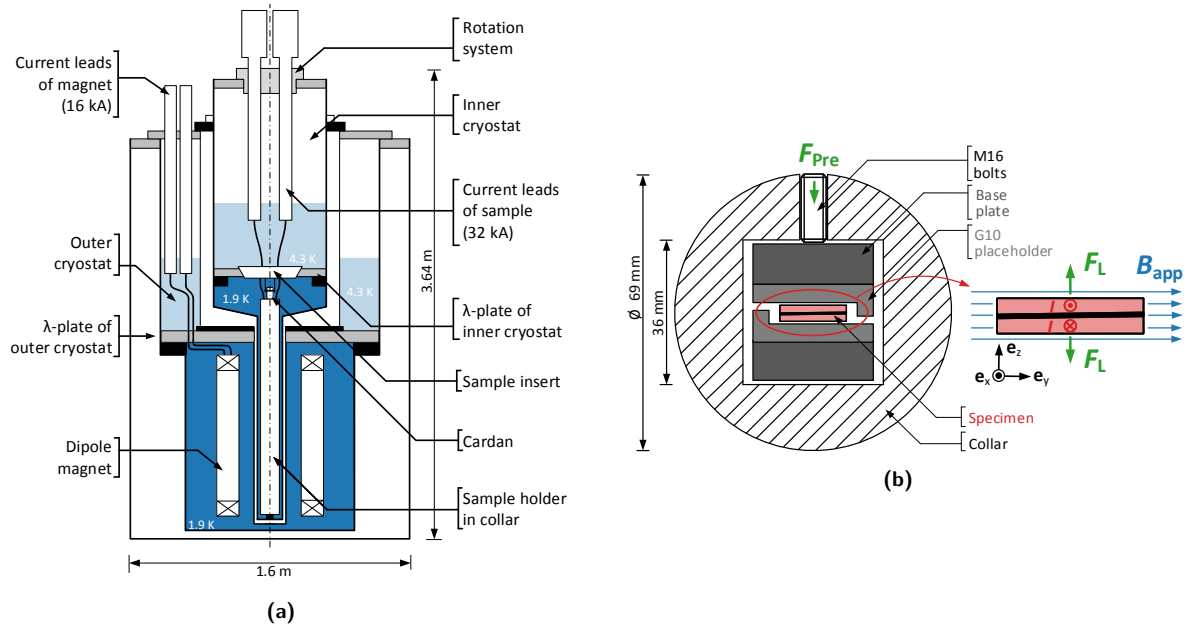 Current leads
of magnet
(16 kA)
Outer
cryostat
λ-plate of
outer cryostat
Dipole
magnet
Rotation
system
Inner
cryostat
Current leads
of sample
(32 kA)
λ-plate of
inner cryostat
Sample insert
Cardan
Sample holder
in collar
4.3 K
4.3 K
1.9 K
1.9 K
3.64 m
1.6 m
(a)
F_Pre
M16
bolts
Base
plate
G10
placeholder
Ø 69 mm
36 mm
F_L
B_app
F_L
e_z
e_x
e_y
Specimen
Collar
(b)